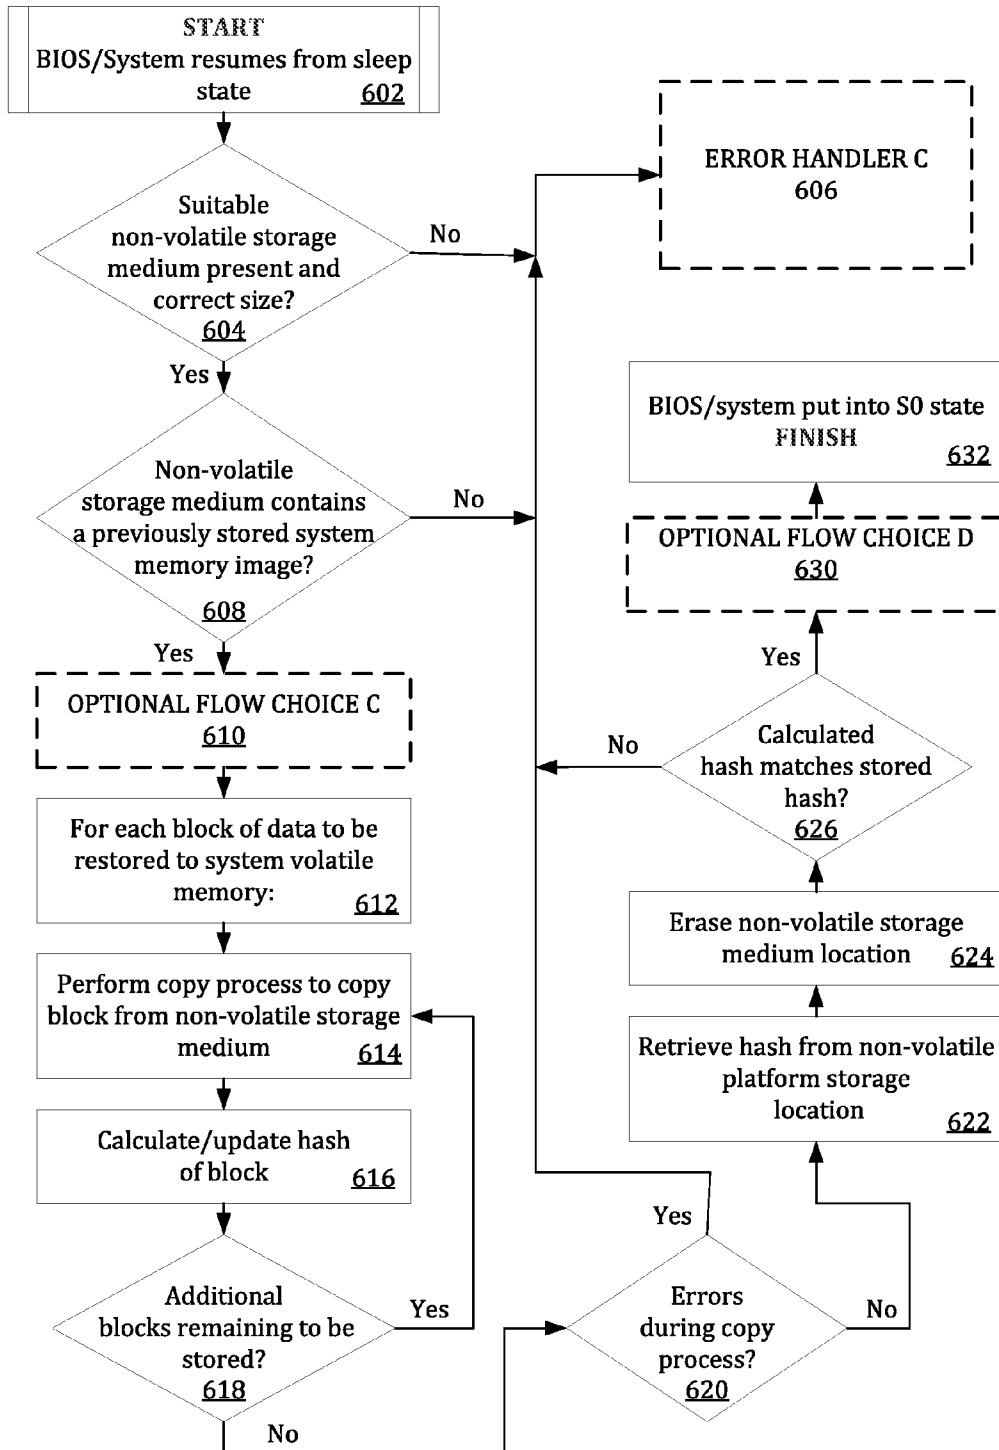 START
BIOS/System resumes from sleep
state
602
Suitable
non-volatile storage
medium present and
correct size?
604
No
Yes
Non-volatile
storage medium contains
a previously stored system
memory image?
608
No
Yes
OPTIONAL FLOW CHOICE C
610
For each block of data to be
restored to system volatile
memory:
612
Perform copy process to copy
block from non-volatile storage
medium
614
Calculate/update hash
of block
616
Additional
blocks remaining to be
stored?
618
Yes
No
Errors
during copy
process?
620
Yes
No
Retrieve hash from non-volatile
platform storage
location
622
Erase non-volatile storage
medium location
624
Calculated
hash matches stored
hash?
626
No
Yes
OPTIONAL FLOW CHOICE D
630
BIOS/system put into S0 state
FINISH
632
ERROR HANDLER C
606